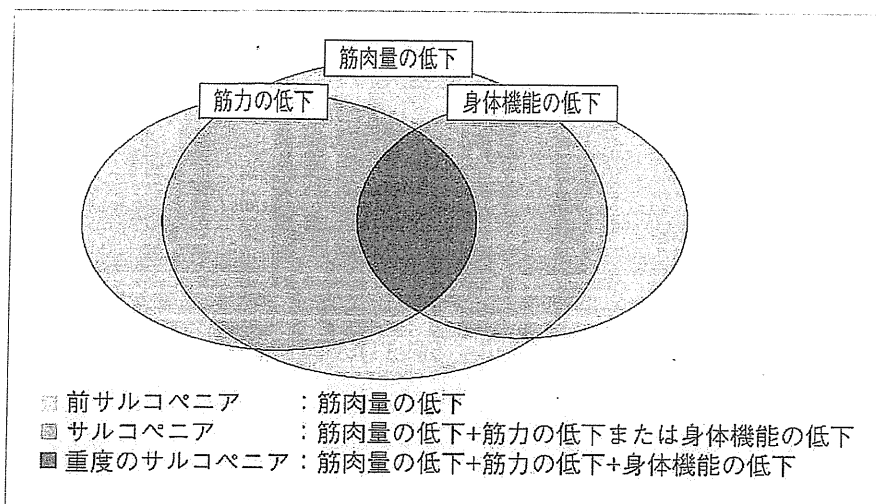 筋肉量の低下
筋力の低下
身体機能の低下
前サルコペニア : 筋肉量の低下
サルコペニア : 筋肉量の低下+筋力の低下または身体機能の低下
重度のサルコペニア : 筋肉量の低下+筋力の低下+身体機能の低下